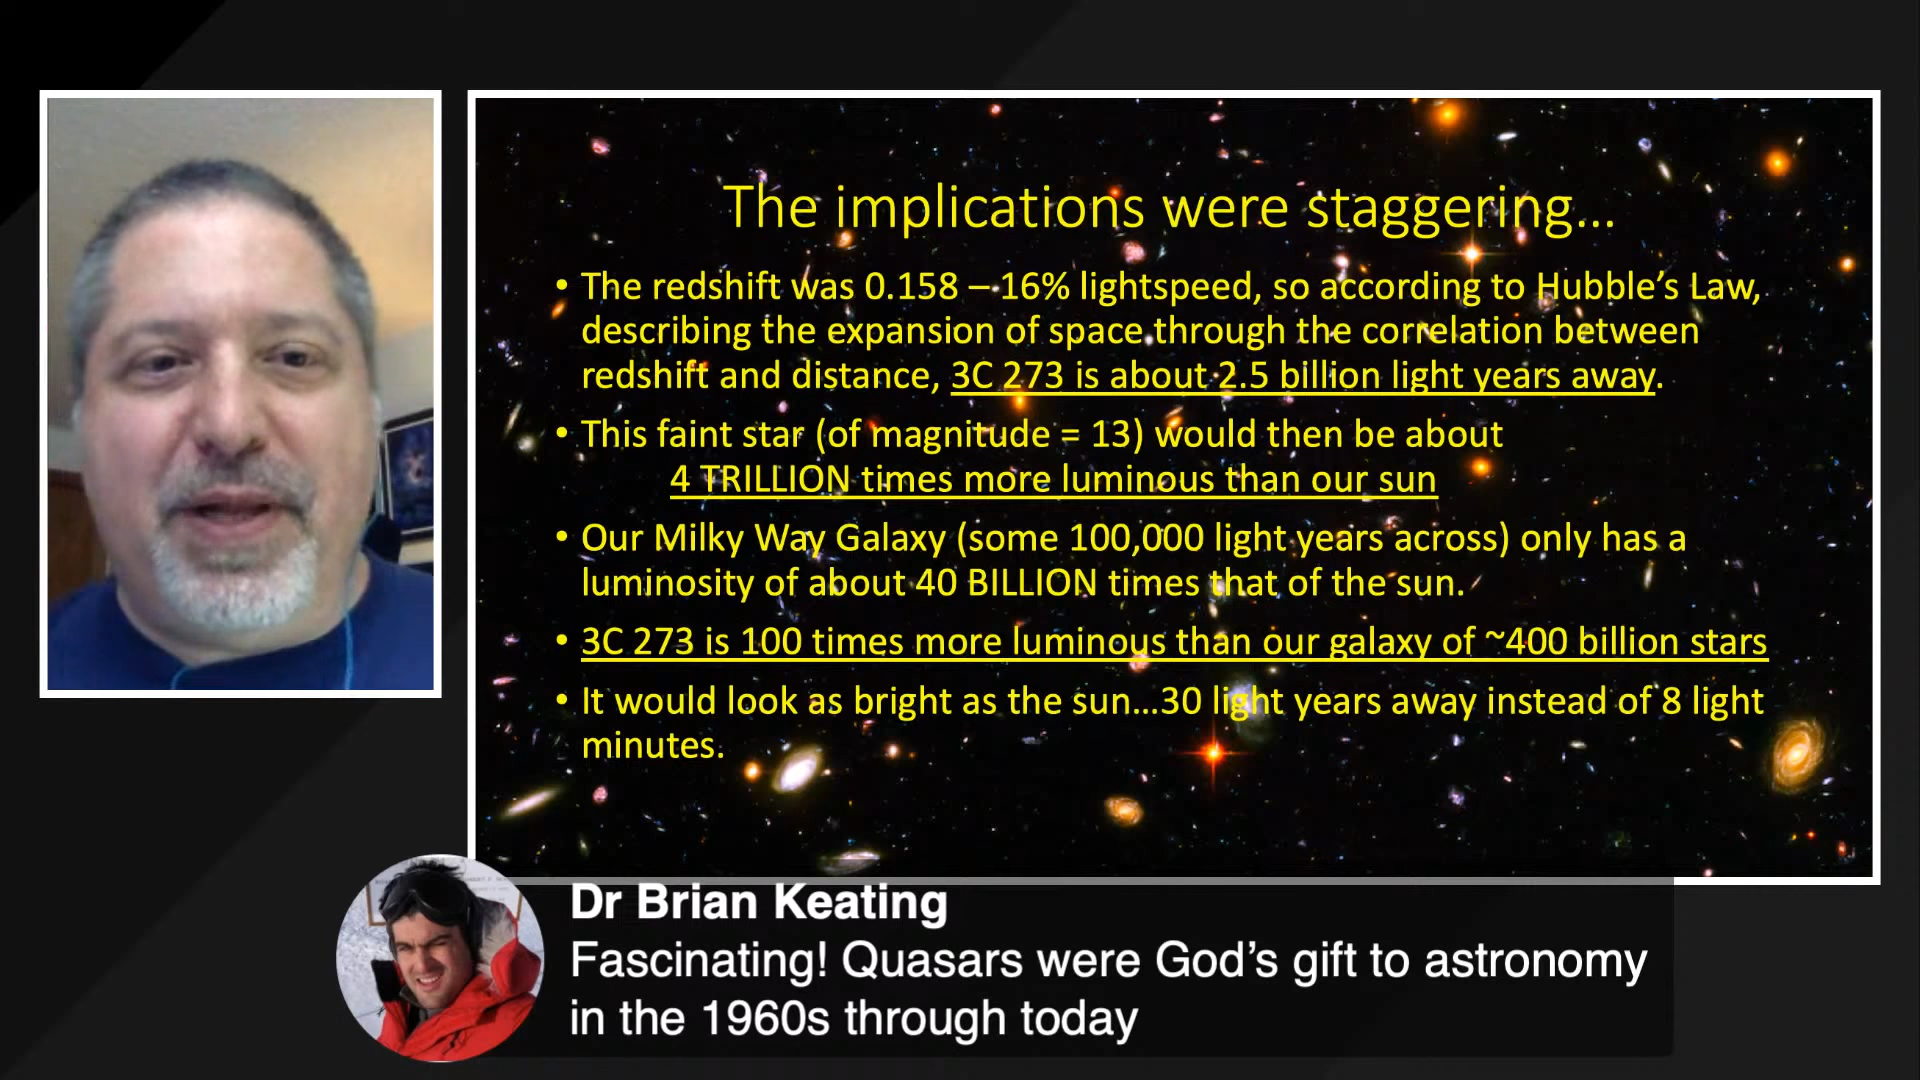 The implications were staggering...
• The redshift was 0.158 – 16% lightspeed, so according to Hubble’s Law,
describing the expansion of space through the correlation between
redshift and distance, 3C 273 is about 2.5 billion light years away.
• This faint star (of magnitude = 13) would then be about
4 TRILLION times more luminous than our sun
• Our Milky Way Galaxy (some 100,000 light years across) only has a
luminosity of about 40 BILLION times that of the sun.
• 3C 273 is 100 times more luminous than our galaxy of ~400 billion stars
• It would look as bright as the sun...30 light years away instead of 8 light
minutes.
Dr Brian Keating
Fascinating! Quasars were God’s gift to astronomy
in the 1960s through today